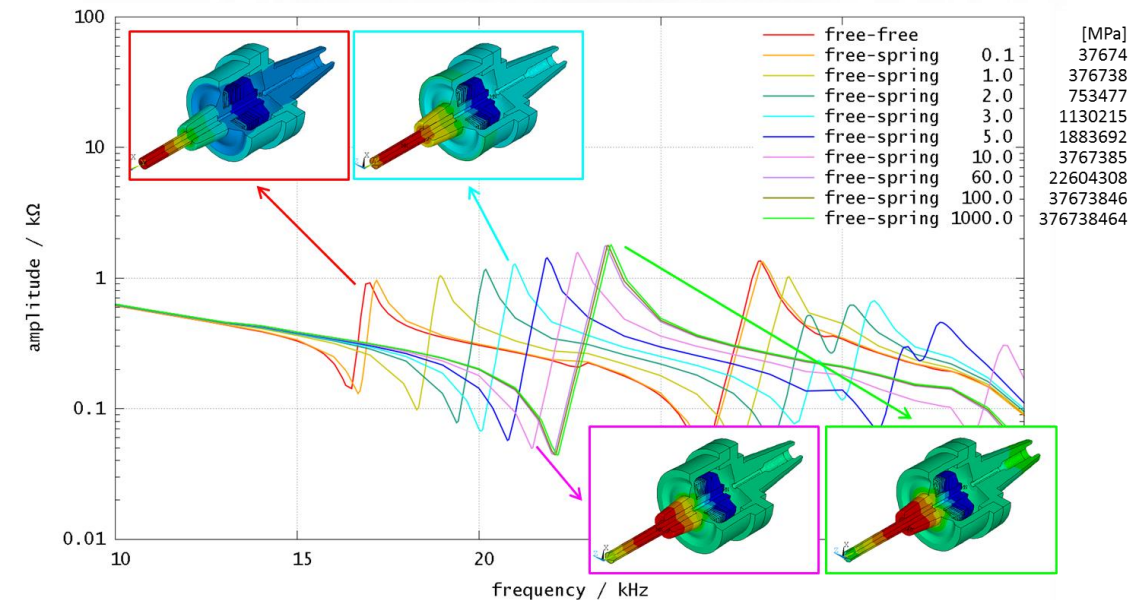 100
10
1
0.1
0.01
amplitude / kΩ
10
15
20
frequency / kHz
free-free [MPa]
free-spring 0.1 37674
free-spring 1.0 376738
free-spring 2.0 753477
free-spring 3.0 1130215
free-spring 5.0 1883692
free-spring 10.0 3767385
free-spring 60.0 22604308
free-spring 100.0 37673846
free-spring 1000.0 376738464